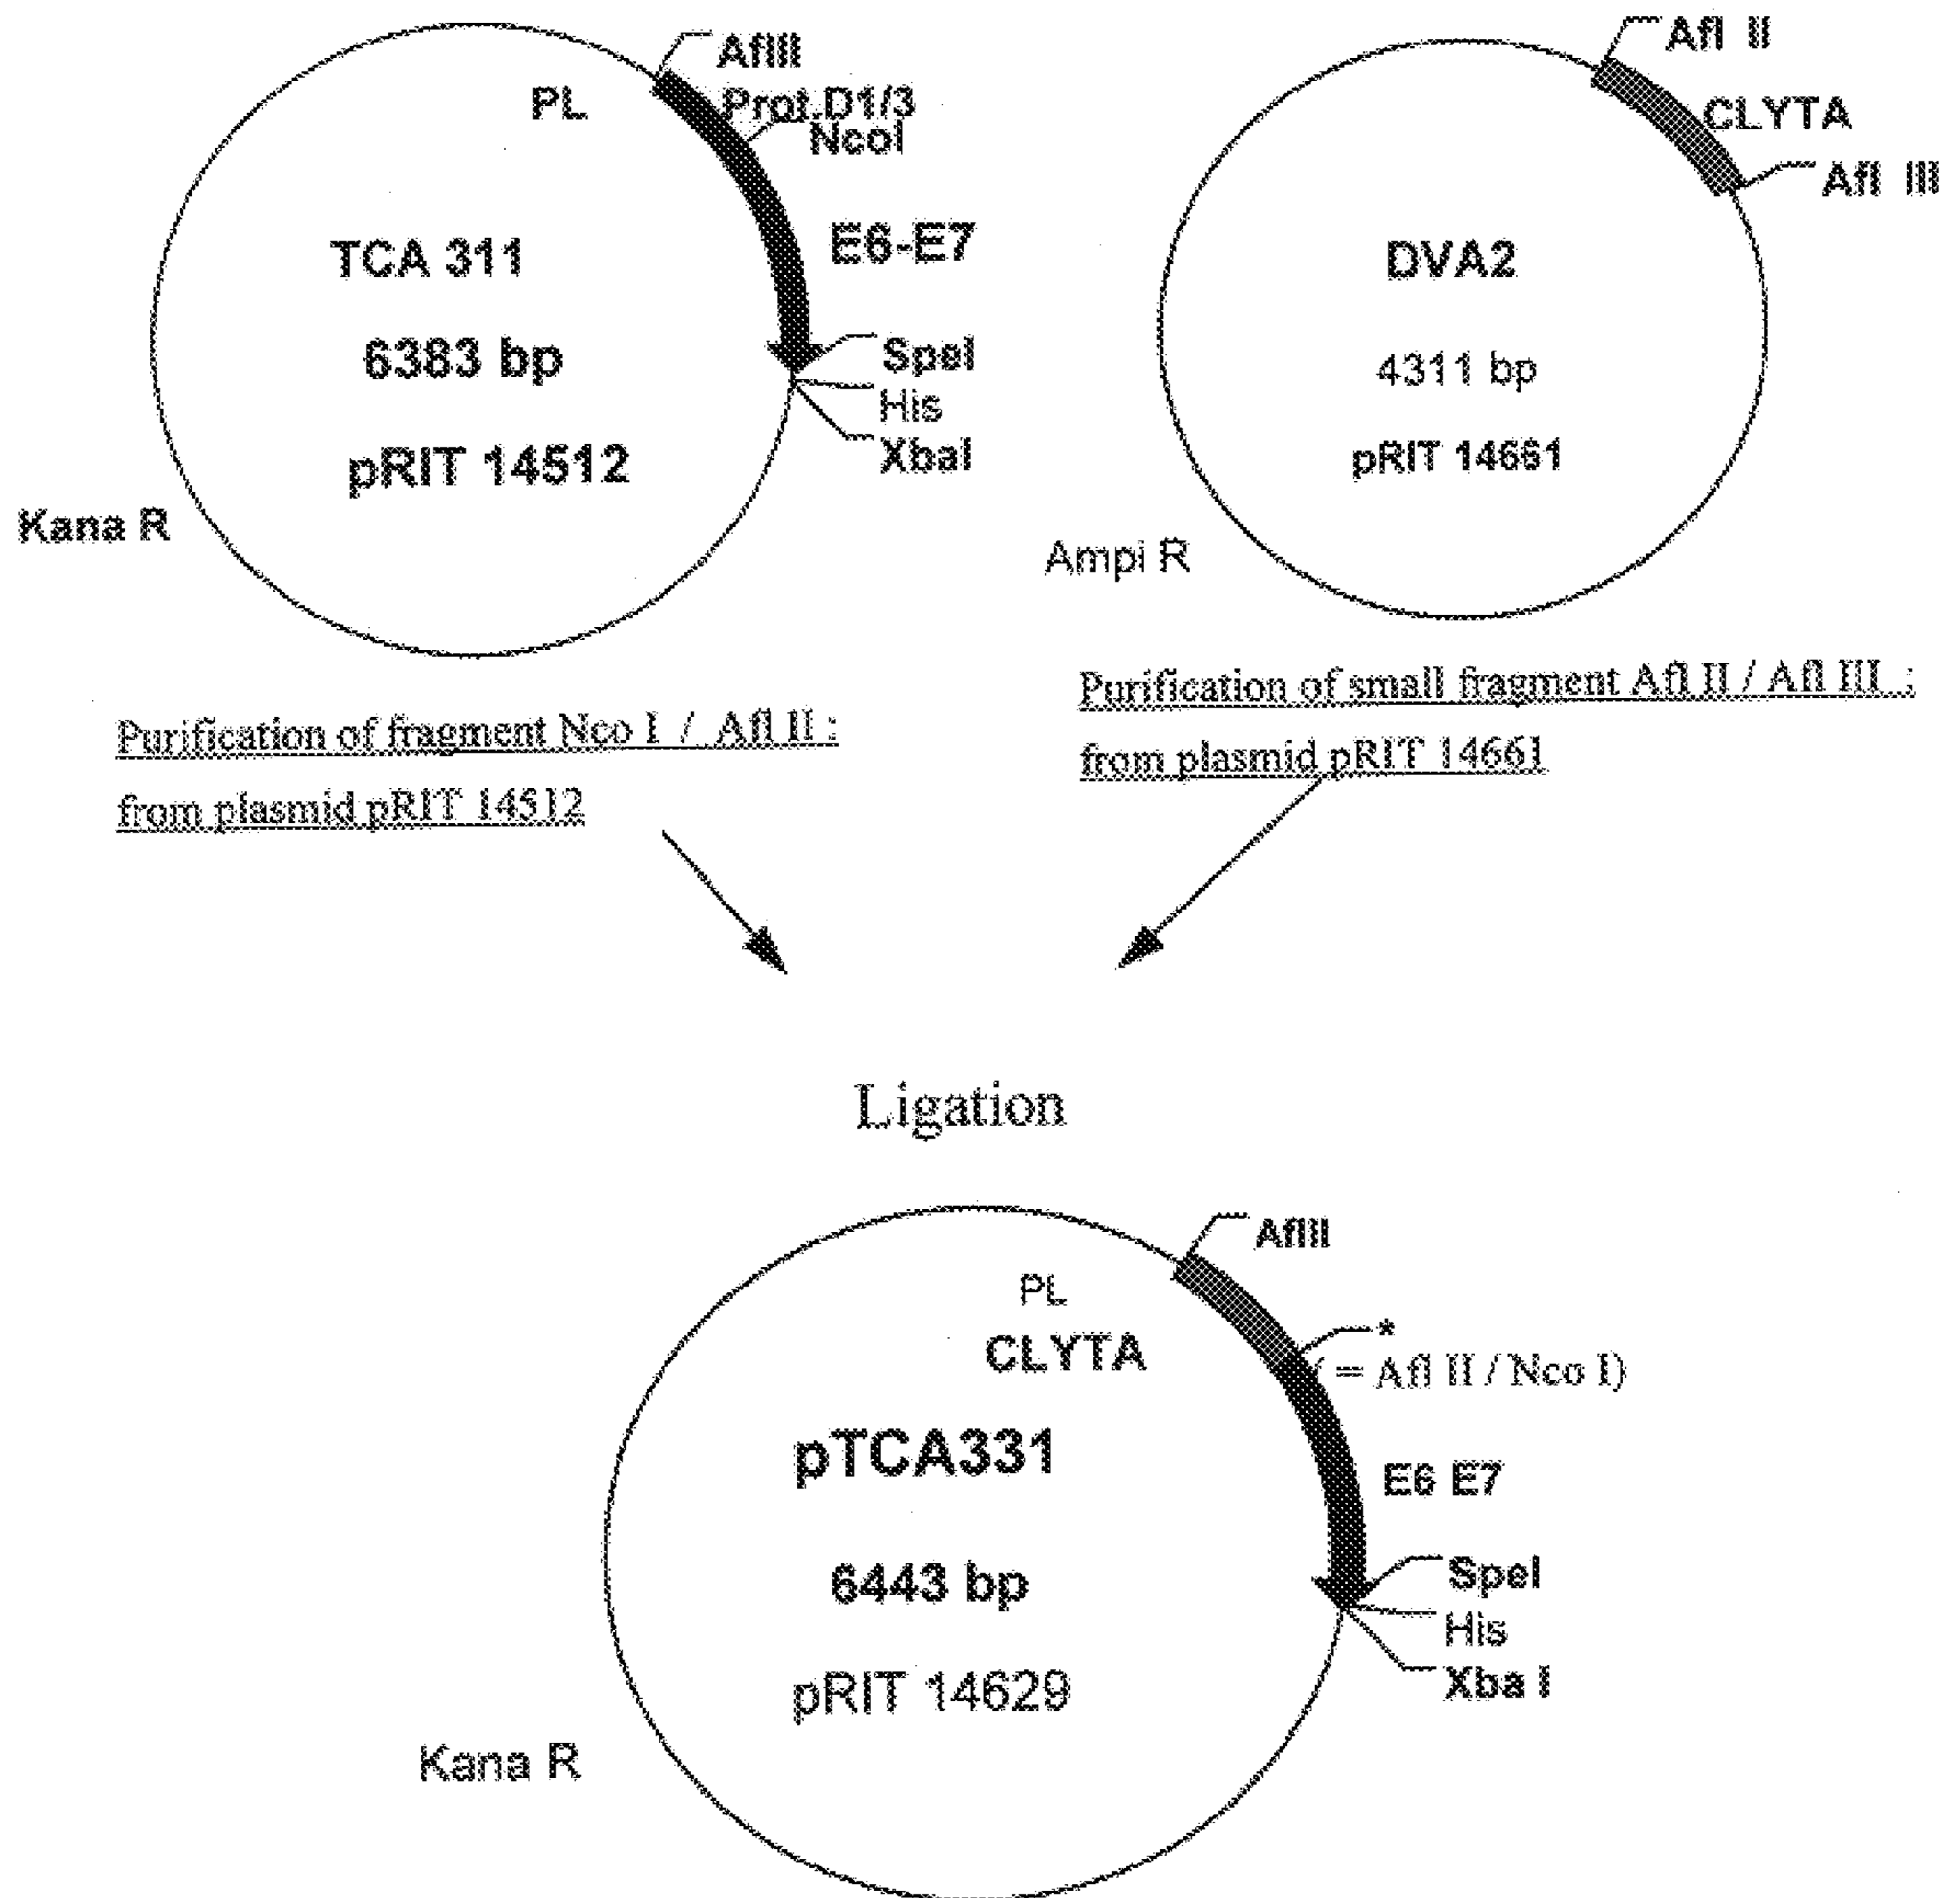 AflII
PL
Prot.D1/3
NcoI
E6-E7
TCA 311
6383 bp
pRIT 14512
SpeI
His
XbaI
Kana R
Afl II
CLYTA
Afl III
DVA2
4311 bp
pRIT 14661
Ampi R
Purification of fragment Nco I / Afl II :
from plasmid pRIT 14512
Purification of small fragment Afl II / Afl III :
from plasmid pRIT 14661
Ligation
AflII
PL
CLYTA
*
( = Afl II / Nco I)
pTCA331
E6 E7
6443 bp
pRIT 14629
SpeI
His
Xba I
Kana R